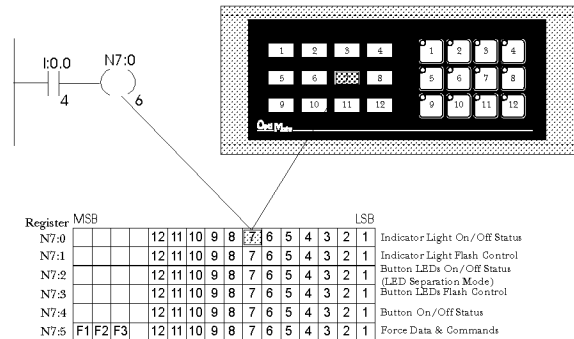 I:0.0 N7:0
4 6
1 2 3 4
5 6 8
9 10 11 12
1 2 3 4
5 6 7 8
9 10 11 12
Opti Mate
Register MSB LSB
N7:0 12 11 10 9 8 7 6 5 4 3 2 1 Indicator Light On/Off Status
N7:1 12 11 10 9 8 7 6 5 4 3 2 1 Indicator Light Flash Control
N7:2 12 11 10 9 8 7 6 5 4 3 2 1 Button LEDs On/Off Status
(LED Separation Mode)
N7:3 12 11 10 9 8 7 6 5 4 3 2 1 Button LEDs Flash Control
N7:4 12 11 10 9 8 7 6 5 4 3 2 1 Button On/Off Status
N7:5 F1 F2 F3 12 11 10 9 8 7 6 5 4 3 2 1 Force Data & Commands